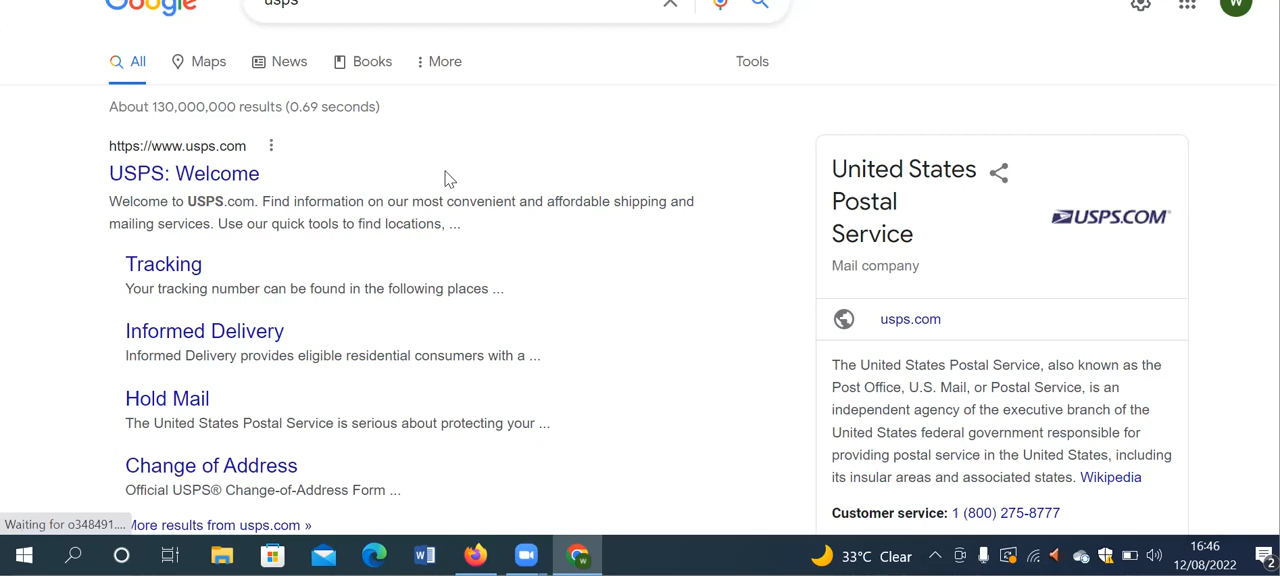 Google
usps
W
All Maps News Books More Tools
About 130,000,000 results (0.69 seconds)
https://www.usps.com
USPS: Welcome
Welcome to USPS.com. Find information on our most convenient and affordable shipping and
mailing services. Use our quick tools to find locations, ...
Tracking
Your tracking number can be found in the following places ...
Informed Delivery
Informed Delivery provides eligible residential consumers with a ...
Hold Mail
The United States Postal Service is serious about protecting your ...
Change of Address
Official USPS® Change-of-Address Form ...
More results from usps.com »
United States
Postal
Service
USPS.COM®
Mail company
usps.com
The United States Postal Service, also known as the
Post Office, U.S. Mail, or Postal Service, is an
independent agency of the executive branch of the
United States federal government responsible for
providing postal service in the United States, including
its insular areas and associated states. Wikipedia
Customer service: 1 (800) 275-8777
Waiting for o348491....
33°C Clear
16:46
12/08/2022
2